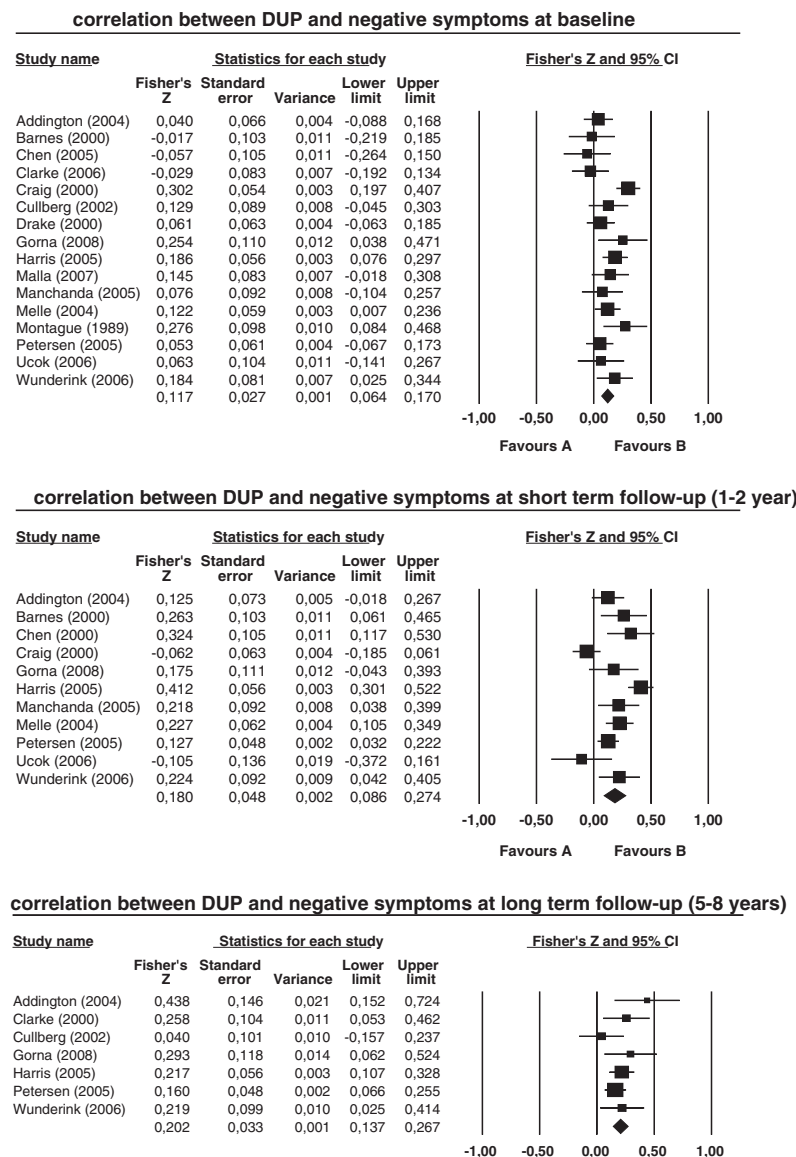 correlation between DUP and negative symptoms at baseline
Study name Statistics for each study Fisher's Z and 95% CI
Fisher's Standard Lower Upper
Z error Variance limit limit
Addington (2004) 0,040 0,066 0,004 -0,088 0,168
Barnes (2000) -0,017 0,103 0,011 -0,219 0,185
Chen (2005) -0,057 0,105 0,011 -0,264 0,150
Clarke (2006) -0,029 0,083 0,007 -0,192 0,134
Craig (2000) 0,302 0,054 0,003 0,197 0,407
Cullberg (2002) 0,129 0,089 0,008 -0,045 0,303
Drake (2000) 0,061 0,063 0,004 -0,063 0,185
Gorna (2008) 0,254 0,110 0,012 0,038 0,471
Harris (2005) 0,186 0,056 0,003 0,076 0,297
Malla (2007) 0,145 0,083 0,007 -0,018 0,308
Manchanda (2005) 0,076 0,092 0,008 -0,104 0,257
Melle (2004) 0,122 0,059 0,003 0,007 0,236
Montague (1989) 0,276 0,098 0,010 0,084 0,468
Petersen (2005) 0,053 0,061 0,004 -0,067 0,173
Ucok (2006) 0,063 0,104 0,011 -0,141 0,267
Wunderink (2006) 0,184 0,081 0,007 0,025 0,344
0,117 0,027 0,001 0,064 0,170
-1,00 -0,50 0,00 0,50 1,00
Favours A Favours B
correlation between DUP and negative symptoms at short term follow-up (1-2 year)
Study name Statistics for each study Fisher's Z and 95% CI
Fisher's Standard Lower Upper
Z error Variance limit limit
Addington (2004) 0,125 0,073 0,005 -0,018 0,267
Barnes (2000) 0,263 0,103 0,011 0,061 0,465
Chen (2000) 0,324 0,105 0,011 0,117 0,530
Craig (2000) -0,062 0,063 0,004 -0,185 0,061
Gorna (2008) 0,175 0,111 0,012 -0,043 0,393
Harris (2005) 0,412 0,056 0,003 0,301 0,522
Manchanda (2005) 0,218 0,092 0,008 0,038 0,399
Melle (2004) 0,227 0,062 0,004 0,105 0,349
Petersen (2005) 0,127 0,048 0,002 0,032 0,222
Ucok (2006) -0,105 0,136 0,019 -0,372 0,161
Wunderink (2006) 0,224 0,092 0,009 0,042 0,405
0,180 0,048 0,002 0,086 0,274
-1,00 -0,50 0,00 0,50 1,00
Favours A Favours B
correlation between DUP and negative symptoms at long term follow-up (5-8 years)
Study name Statistics for each study Fisher's Z and 95% CI
Fisher's Standard Lower Upper
Z error Variance limit limit
Addington (2004) 0,438 0,146 0,021 0,152 0,724
Clarke (2000) 0,258 0,104 0,011 0,053 0,462
Cullberg (2002) 0,040 0,101 0,010 -0,157 0,237
Gorna (2008) 0,293 0,118 0,014 0,062 0,524
Harris (2005) 0,217 0,056 0,003 0,107 0,328
Petersen (2005) 0,160 0,048 0,002 0,066 0,255
Wunderink (2006) 0,219 0,099 0,010 0,025 0,414
0,202 0,033 0,001 0,137 0,267
-1,00 -0,50 0,00 0,50 1,00